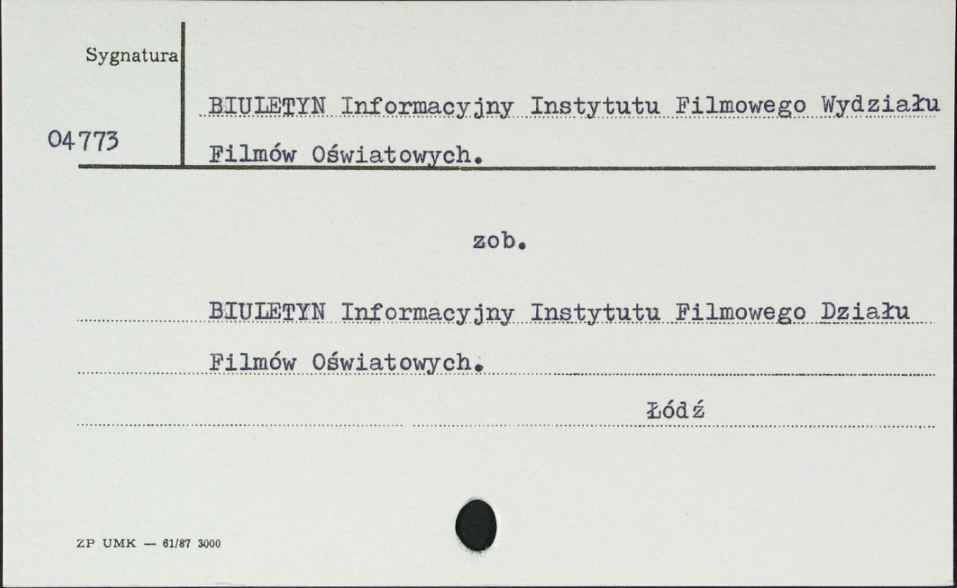 Sygnatura
04773
BIULETYN Informacyjny Instytutu Filmowego Wydziału
Filmów Oświatowych.
zob.
BIULETYN Informacyjny Instytutu Filmowego Działu
Filmów Oświatowych.
Łódź
ZP UMK — 61/87 3000